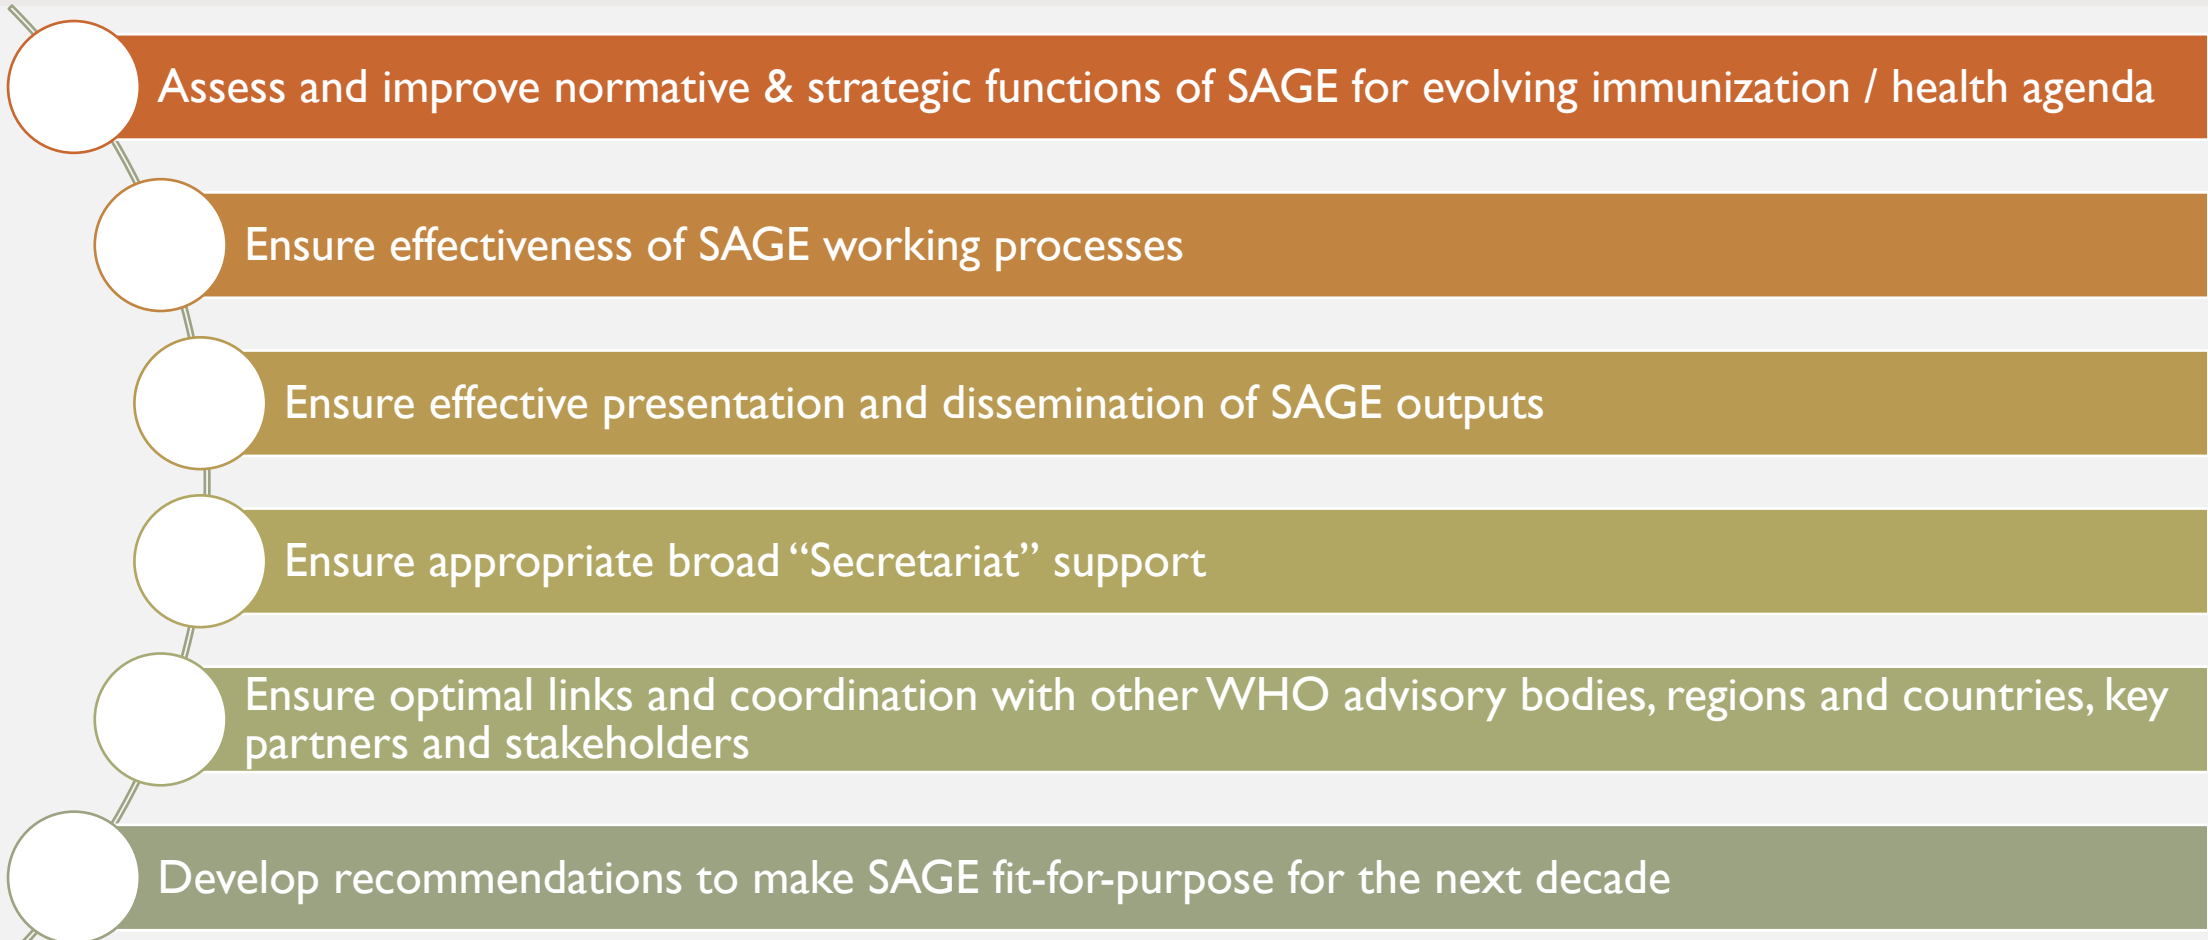 Assess and improve normative & strategic functions of SAGE for evolving immunization / health agenda
Ensure effectiveness of SAGE working processes
Ensure effective presentation and dissemination of SAGE outputs
Ensure appropriate broad “Secretariat” support
Ensure optimal links and coordination with other WHO advisory bodies, regions and countries, key
partners and stakeholders
Develop recommendations to make SAGE fit-for-purpose for the next decade